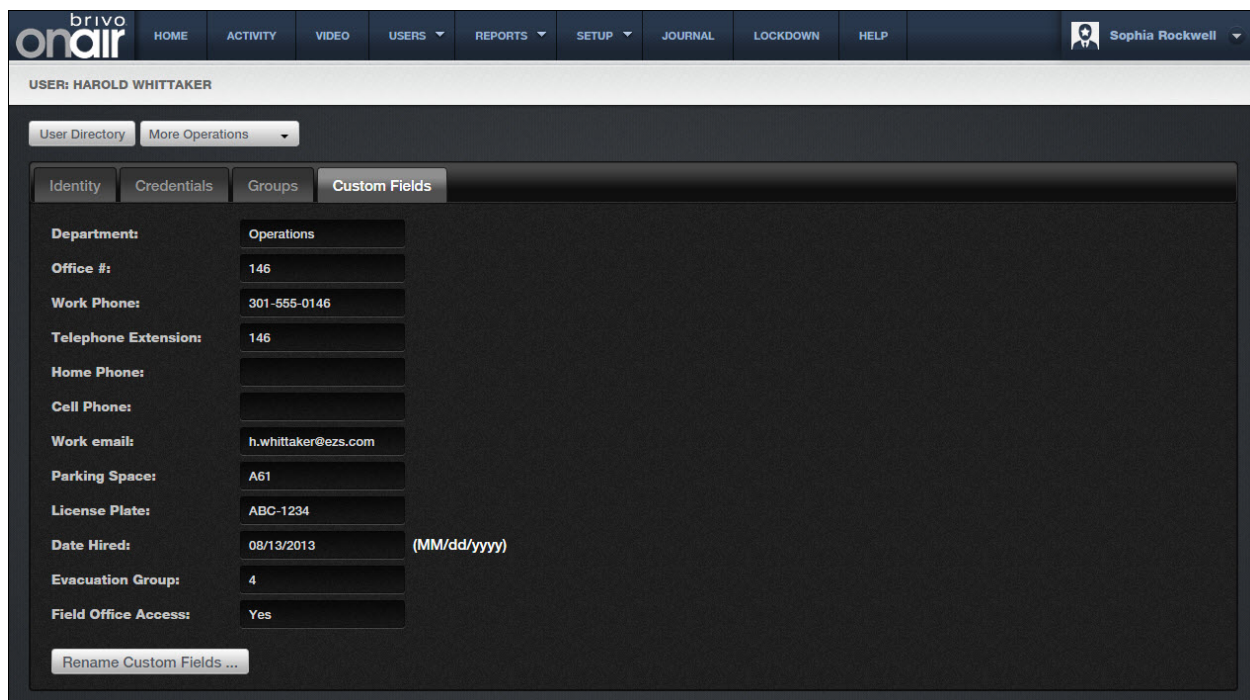 brivo
onair HOME ACTIVITY VIDEO USERS REPORTS SETUP JOURNAL LOCKDOWN HELP Sophia Rockwell
USER: HAROLD WHITTAKER
User Directory More Operations
Identity Credentials Groups Custom Fields
Department: Operations
Office #: 146
Work Phone: 301-555-0146
Telephone Extension: 146
Home Phone:
Cell Phone:
Work email: h.whittaker@ezs.com
Parking Space: A61
License Plate: ABC-1234
Date Hired: 08/13/2013 (MM/dd/yyyy)
Evacuation Group: 4
Field Office Access: Yes
Rename Custom Fields ...